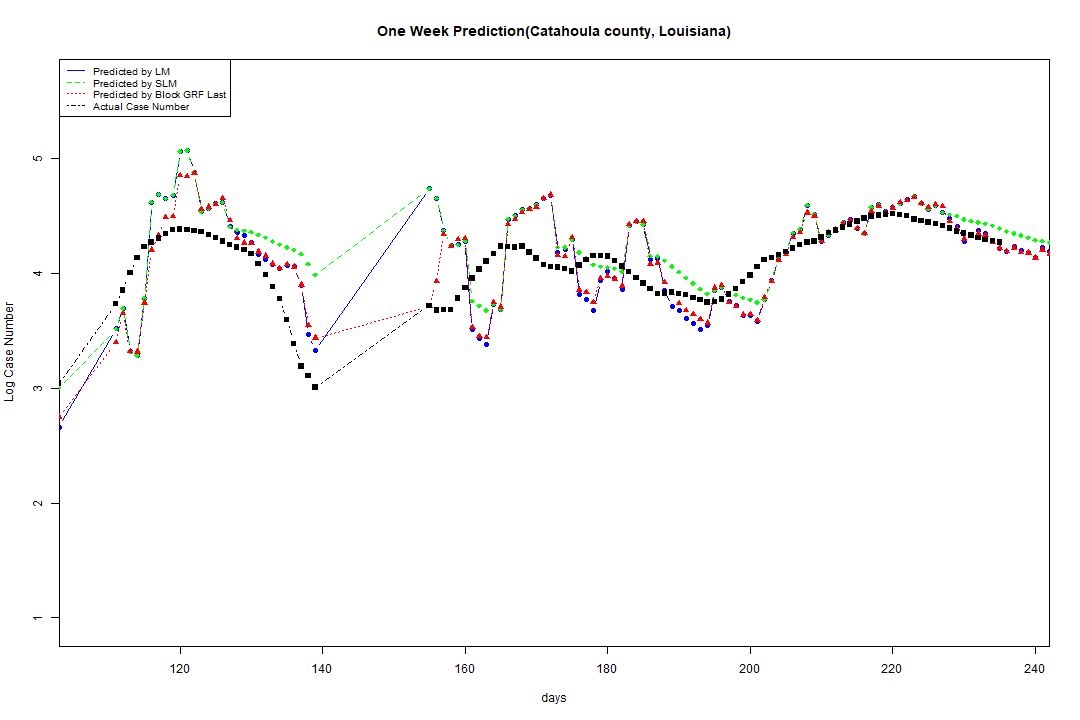 One Week Prediction(Catahoula county, Louisiana)
Predicted by LM
Predicted by SLM
Predicted by Block GRF Last
Actual Case Number
5
4
3
2
1
Log Case Number
120 140 160 180 200 220 240
days